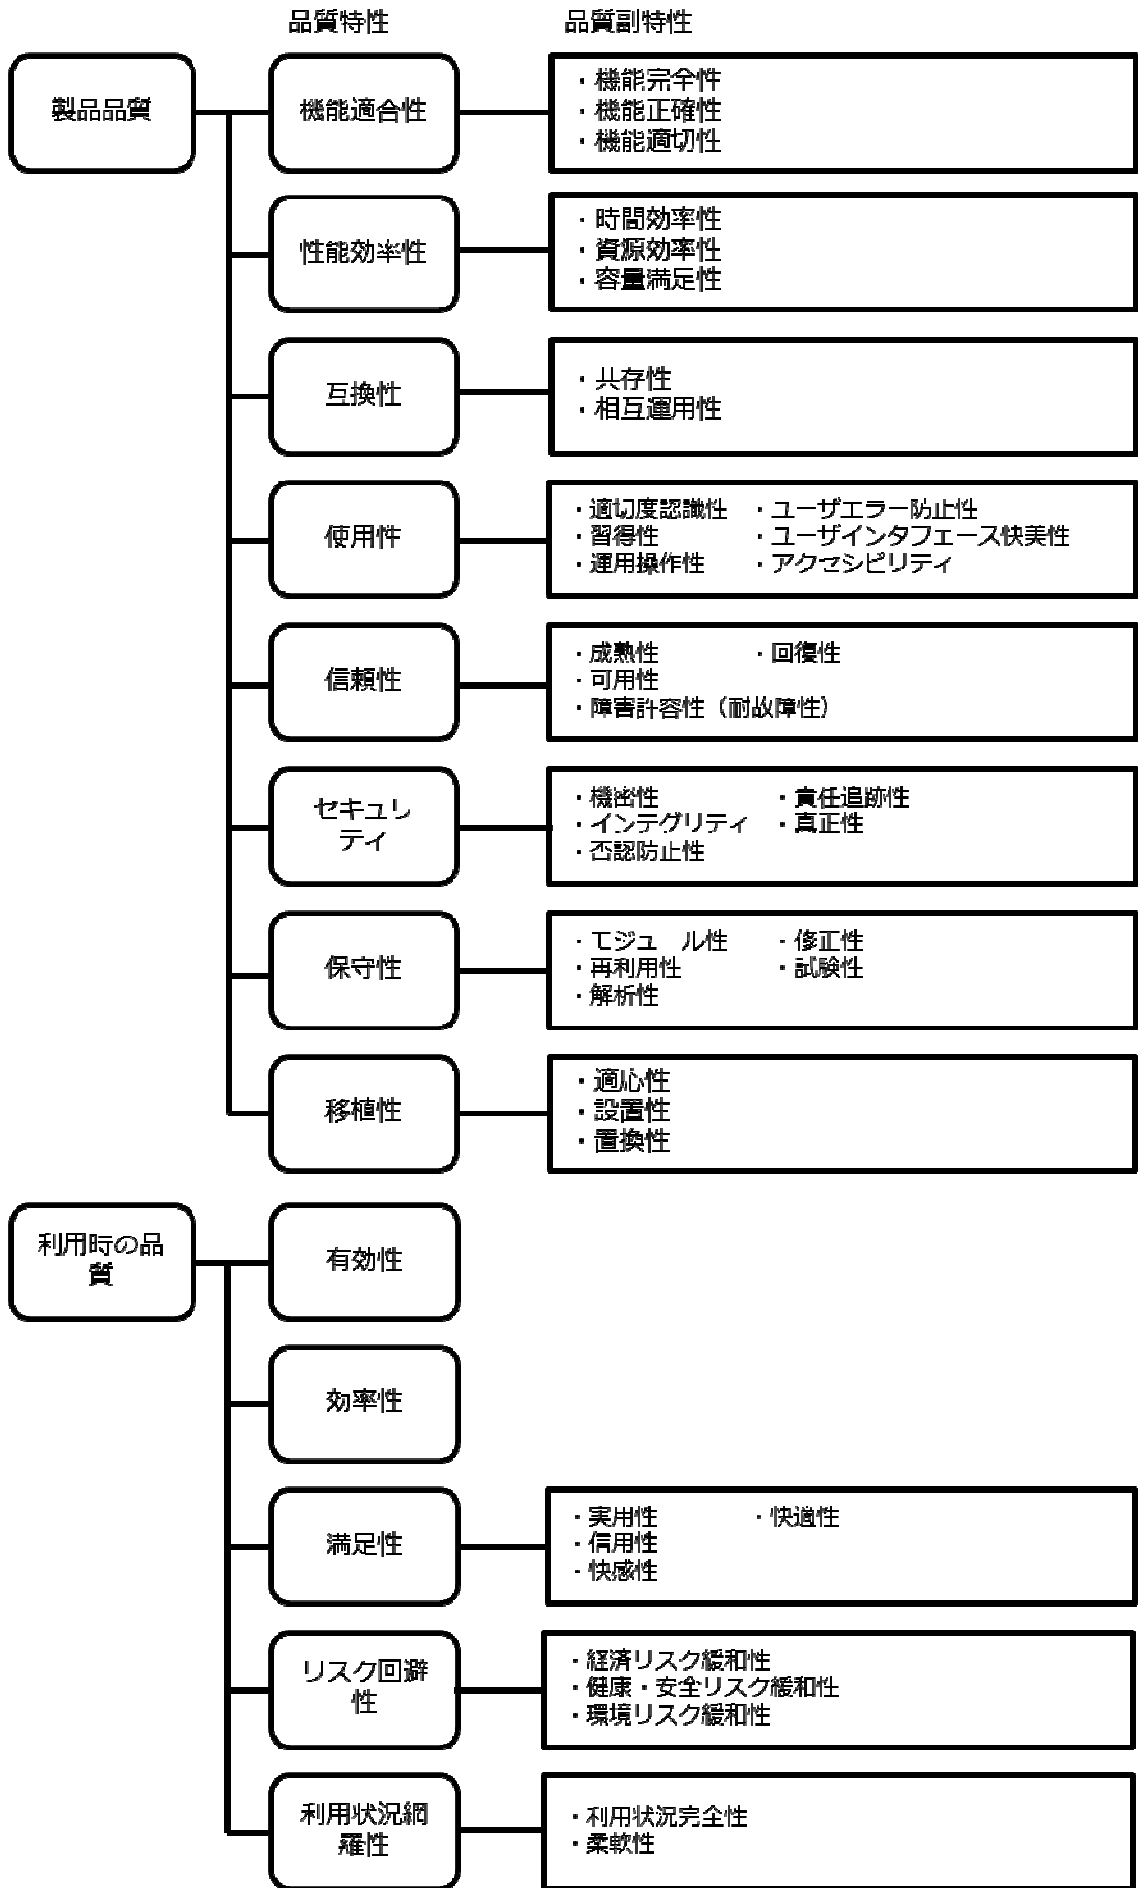 品質特性 品質副特性
製品品質
機能適合性
・機能完全性
・機能正確性
・機能適切性
性能効率性
・時間効率性
・資源効率性
・容量満足性
互換性
・共存性
・相互運用性
使用性
・適切度認識性 ・ユーザエラー防止性
・習得性 ・ユーザインタフェース快美性
・運用操作性 ・アクセシビリティ
信頼性
・成熟性 ・回復性
・可用性
・障害許容性（耐故障性）
セキュリ
ティ
・機密性 ・責任追跡性
・インテグリティ ・真正性
・否認防止性
保守性
・モジュール性 ・修正性
・再利用性 ・試験性
・解析性
移植性
・適応性
・設置性
・置換性
利用時の品
質
有効性
効率性
満足性
・実用性 ・快適性
・信用性
・快感性
リスク回避
性
・経済リスク緩和性
・健康・安全リスク緩和性
・環境リスク緩和性
利用状況網
羅性
・利用状況完全性
・柔軟性